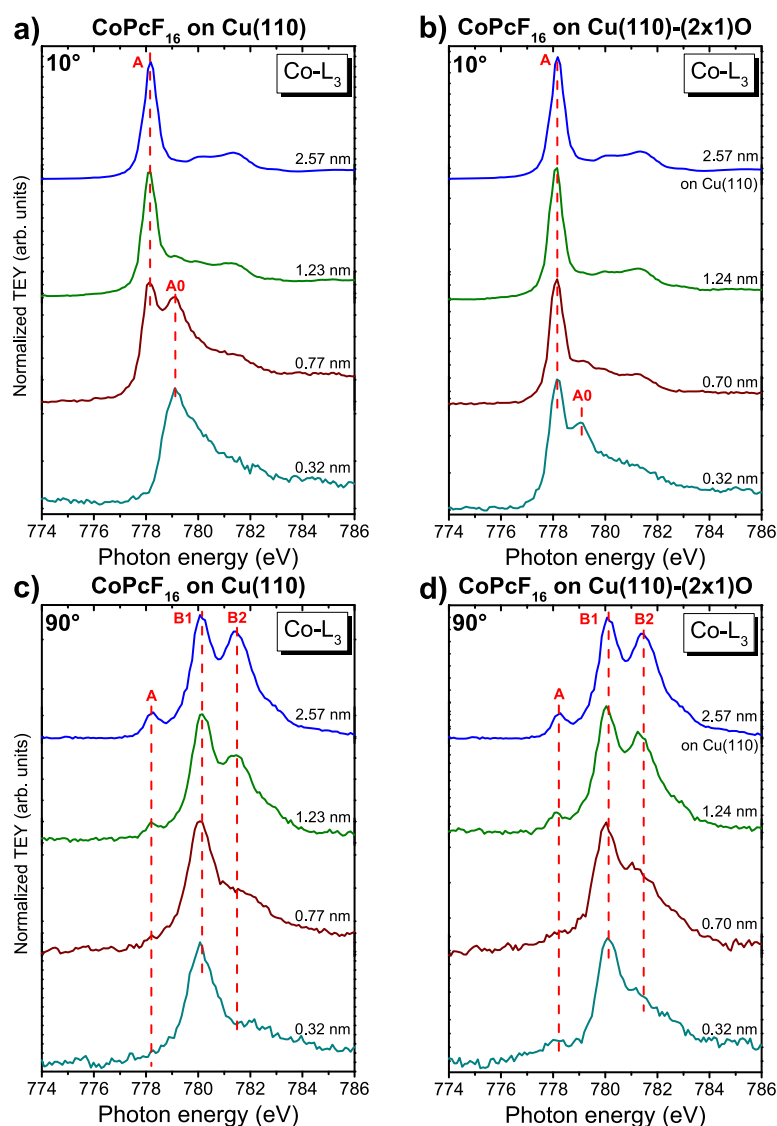 a) CoPcF16 on Cu(110)
10°
A
Co-L3
2.57 nm
1.23 nm
A0
0.77 nm
0.32 nm
Normalized TEY (arb. units)
774 776 778 780 782 784 786
Photon energy (eV)
b) CoPcF16 on Cu(110)-(2x1)O
10°
A
Co-L3
2.57 nm
on Cu(110)
1.24 nm
0.70 nm
A0
0.32 nm
774 776 778 780 782 784 786
Photon energy (eV)
c) CoPcF16 on Cu(110)
90°
B1 B2
Co-L3
A
2.57 nm
1.23 nm
0.77 nm
0.32 nm
Normalized TEY (arb. units)
774 776 778 780 782 784 786
Photon energy (eV)
d) CoPcF16 on Cu(110)-(2x1)O
90°
B1 B2
Co-L3
A
2.57 nm
on Cu(110)
1.24 nm
0.70 nm
0.32 nm
774 776 778 780 782 784 786
Photon energy (eV)